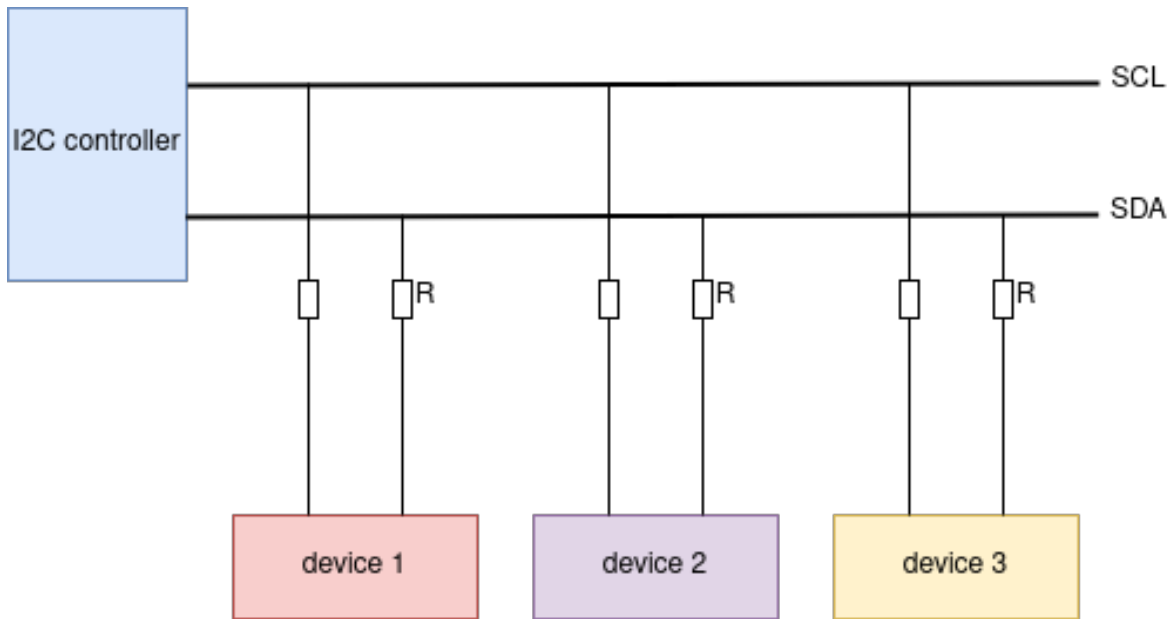 SCL
I2C controller
SDA
R
R
R
device 1
device 2
device 3